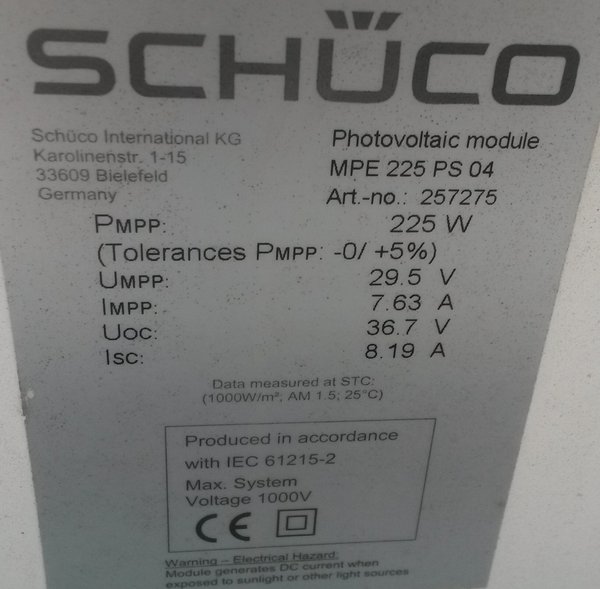 SCHÜCO
Schüco International KG
Karolinenstr. 1-15
33609 Bielefeld
Germany
Photovoltaic module
MPE 225 PS 04
Art.-no.: 257275
PMPP: 225 W
(Tolerances PMPP: -0/ +5%)
UMPP: 29.5 V
IMPP: 7.63 A
Uoc: 36.7 V
Isc: 8.19 A
Data measured at STC:
(1000W/m²; AM 1.5; 25°C)
Produced in accordance
with IEC 61215-2
Max. System
Voltage 1000V
CE
Warning – Electrical Hazard:
Module generates DC current when
exposed to sunlight or other light sources